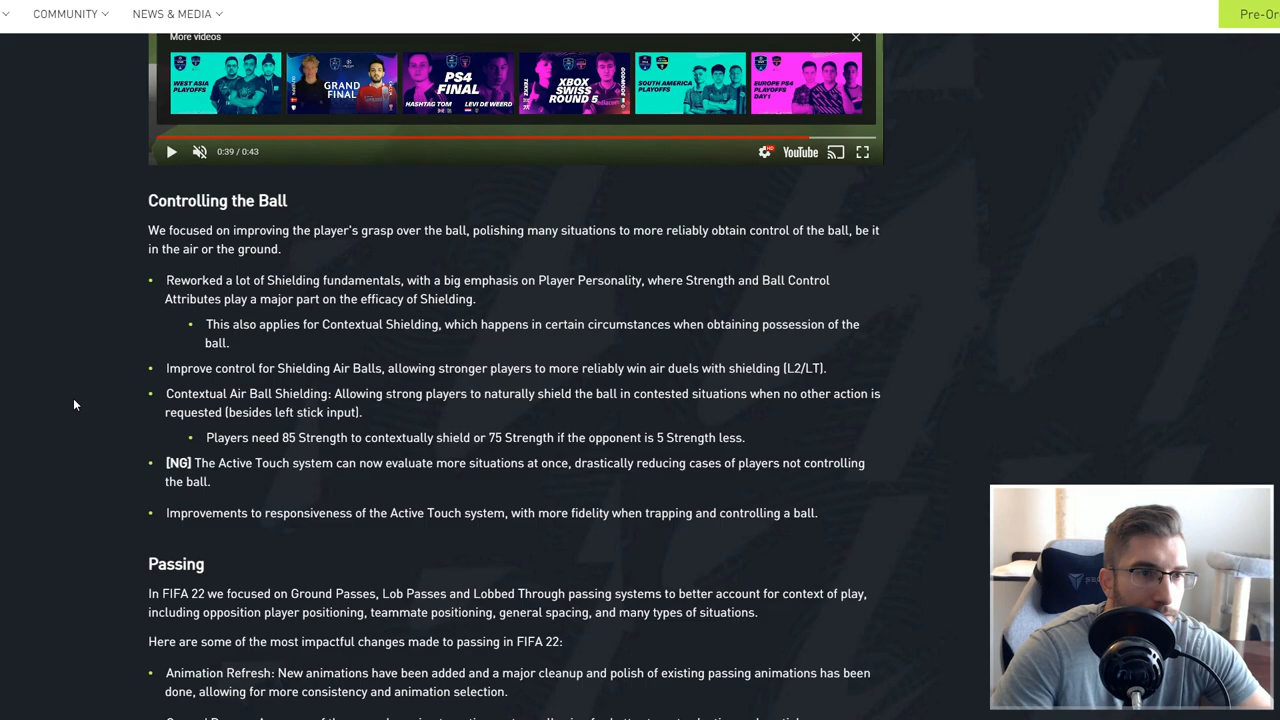 COMMUNITY NEWS & MEDIA Pre-Or
More videos
WEST ASIA PLAYOFFS
GRAND FINAL
PS4 FINAL
HASHTAG TOM LEVI DE WEERD
TEKKZ XBOX SWISS ROUND 5
SOUTH AMERICA PLAYOFFS
EUROPE PS4 PLAYOFFS DAY 1
0:39 / 0:43 HD YouTube
Controlling the Ball
We focused on improving the player's grasp over the ball, polishing many situations to more reliably obtain control of the ball, be it
in the air or the ground.
• Reworked a lot of Shielding fundamentals, with a big emphasis on Player Personality, where Strength and Ball Control
Attributes play a major part on the efficacy of Shielding.
• This also applies for Contextual Shielding, which happens in certain circumstances when obtaining possession of the
ball.
• Improve control for Shielding Air Balls, allowing stronger players to more reliably win air duels with shielding (L2/LT).
• Contextual Air Ball Shielding: Allowing strong players to naturally shield the ball in contested situations when no other action is
requested (besides left stick input).
• Players need 85 Strength to contextually shield or 75 Strength if the opponent is 5 Strength less.
• [NG] The Active Touch system can now evaluate more situations at once, drastically reducing cases of players not controlling
the ball.
• Improvements to responsiveness of the Active Touch system, with more fidelity when trapping and controlling a ball.
Passing
In FIFA 22 we focused on Ground Passes, Lob Passes and Lobbed Through passing systems to better account for context of play,
including opposition player positioning, teammate positioning, general spacing, and many types of situations.
Here are some of the most impactful changes made to passing in FIFA 22:
• Animation Refresh: New animations have been added and a major cleanup and polish of existing passing animations has been
done, allowing for more consistency and animation selection.